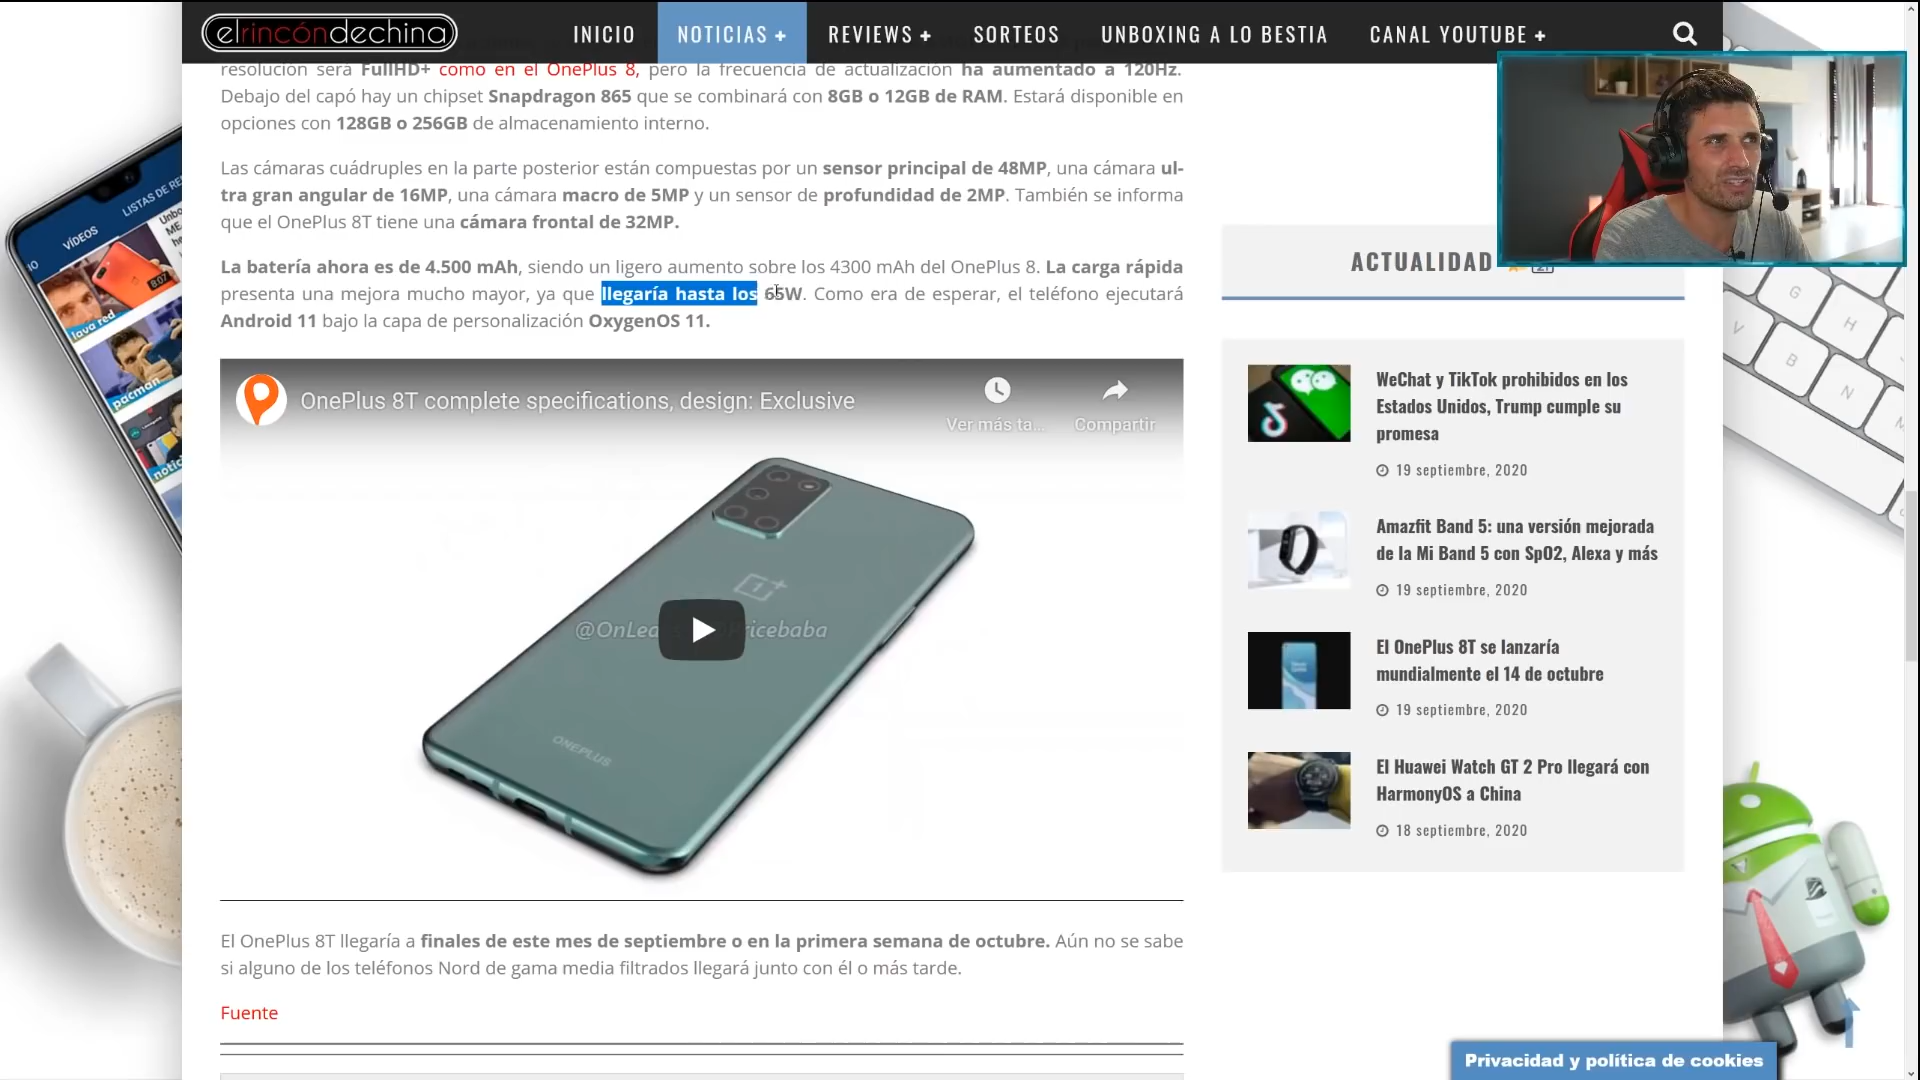 elrincóndechina
INICIO
NOTICIAS +
REVIEWS +
SORTEOS
UNBOXING A LO BESTIA
CANAL YOUTUBE +
resolución será FullHD+ como en el OnePlus 8, pero la frecuencia de actualización ha aumentado a 120Hz.
Debajo del capó hay un chipset Snapdragon 865 que se combinará con 8GB o 12GB de RAM. Estará disponible en
opciones con 128GB o 256GB de almacenamiento interno.
Las cámaras cuádruples en la parte posterior están compuestas por un sensor principal de 48MP, una cámara ul-
tra gran angular de 16MP, una cámara macro de 5MP y un sensor de profundidad de 2MP. También se informa
que el OnePlus 8T tiene una cámara frontal de 32MP.
La batería ahora es de 4.500 mAh, siendo un ligero aumento sobre los 4300 mAh del OnePlus 8. La carga rápida
presenta una mejora mucho mayor, ya que llegaría hasta los 65W. Como era de esperar, el teléfono ejecutará
Android 11 bajo la capa de personalización OxygenOS 11.
OnePlus 8T complete specifications, design: Exclusive
Ver más ta...
Compartir
ONEPLUS
El OnePlus 8T llegaría a finales de este mes de septiembre o en la primera semana de octubre. Aún no se sabe
si alguno de los teléfonos Nord de gama media filtrados llegará junto con él o más tarde.
Fuente
ACTUALIDAD
WeChat y TikTok prohibidos en los
Estados Unidos, Trump cumple su
promesa
19 septiembre, 2020
Amazfit Band 5: una versión mejorada
de la Mi Band 5 con SpO2, Alexa y más
19 septiembre, 2020
El OnePlus 8T se lanzaría
mundialmente el 14 de octubre
19 septiembre, 2020
El Huawei Watch GT 2 Pro llegará con
HarmonyOS a China
18 septiembre, 2020
Privacidad y política de cookies
VÍDEOS
LISTAS DE RE
lava red
pacman
notic
G
H
V
B
N